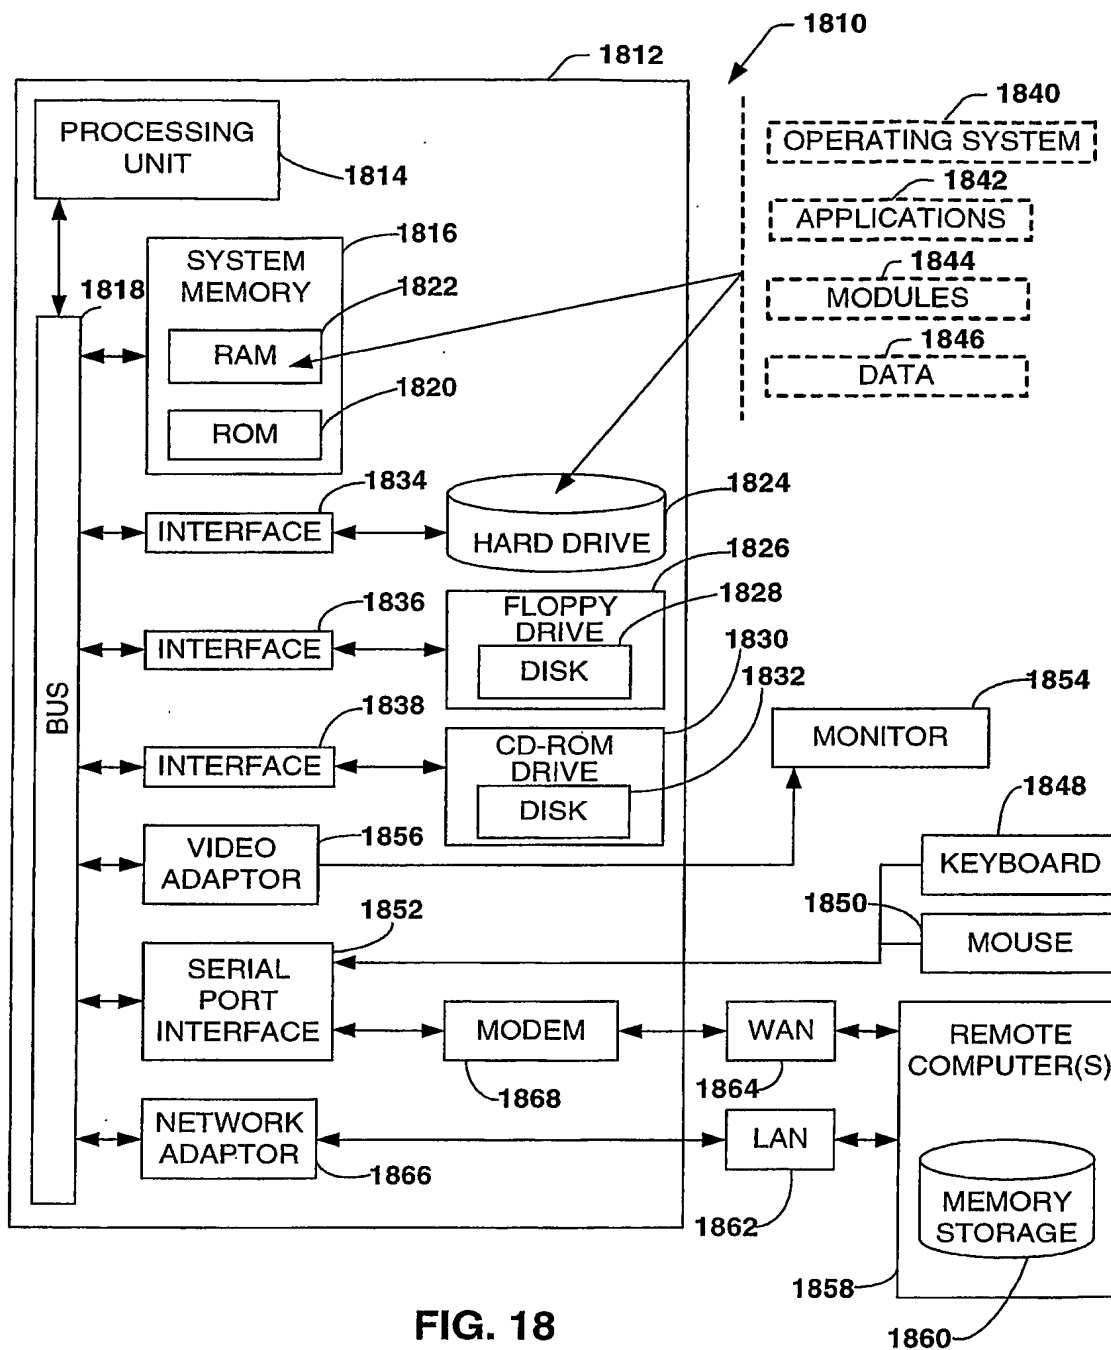 1810
1812
1840
PROCESSING
UNIT
OPERATING SYSTEM
1814
1842
APPLICATIONS
1816
SYSTEM
MEMORY
1818
1822
1844
MODULES
RAM
1846
DATA
1820
ROM
1834
1824
INTERFACE
HARD DRIVE
1826
1836
FLOPPY
DRIVE
1828
INTERFACE
DISK
1830
1832
1854
BUS
1838
MONITOR
CD-ROM
DRIVE
INTERFACE
DISK
1848
1856
VIDEO
ADAPTOR
KEYBOARD
1852
1850
MOUSE
SERIAL
PORT
INTERFACE
MODEM
WAN
REMOTE
COMPUTER(S)
1868
1864
NETWORK
ADAPTOR
LAN
1866
MEMORY
STORAGE
1862
1858
1860
FIG. 18